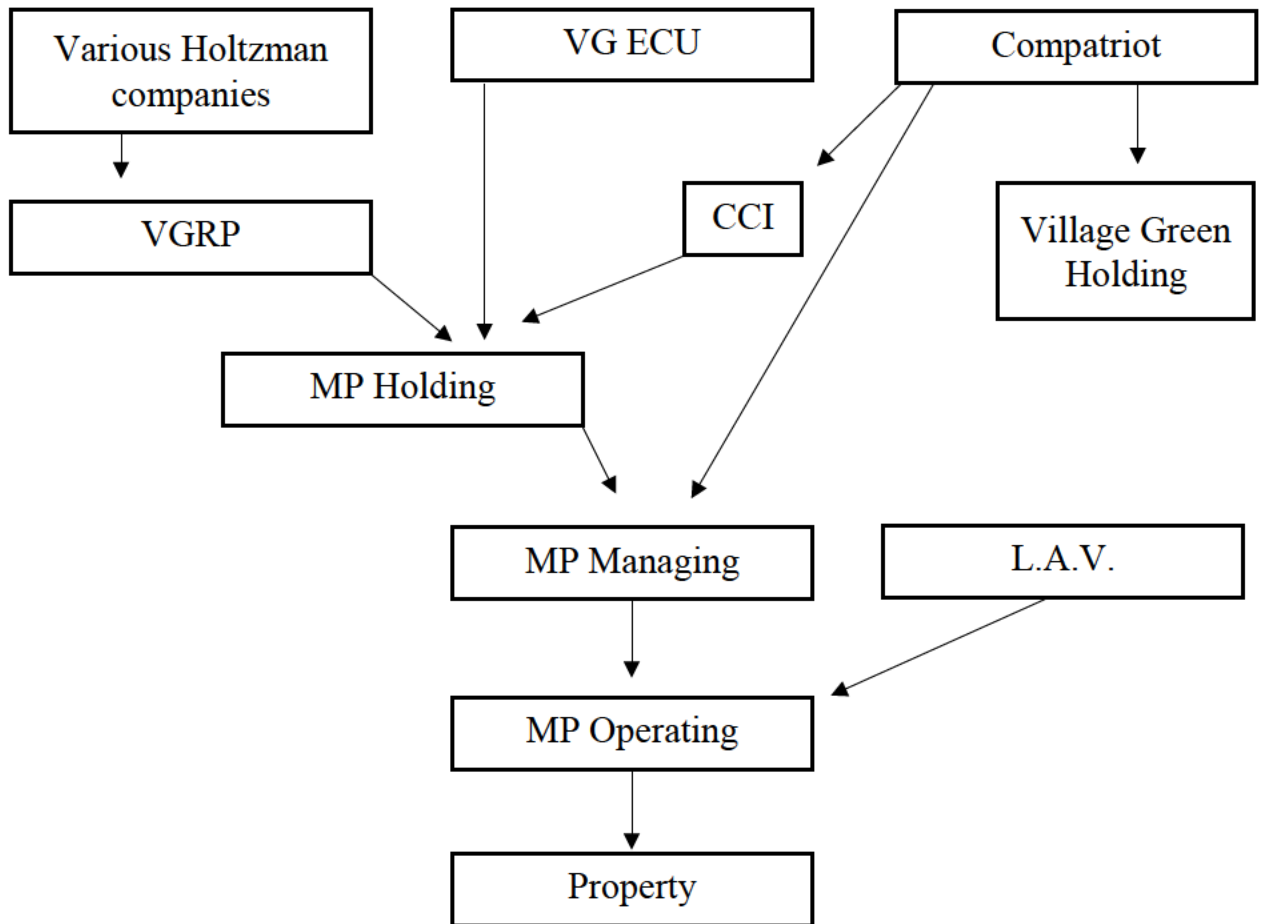 Various Holtzman
companies
VG ECU
Compatriot
VGRP
CCI
Village Green
Holding
MP Holding
MP Managing
L.A.V.
MP Operating
Property